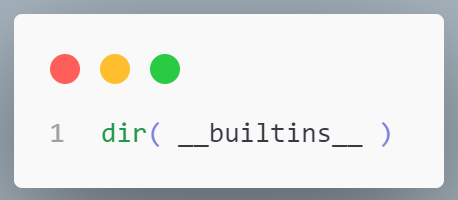 1 dir( __builtins__ )